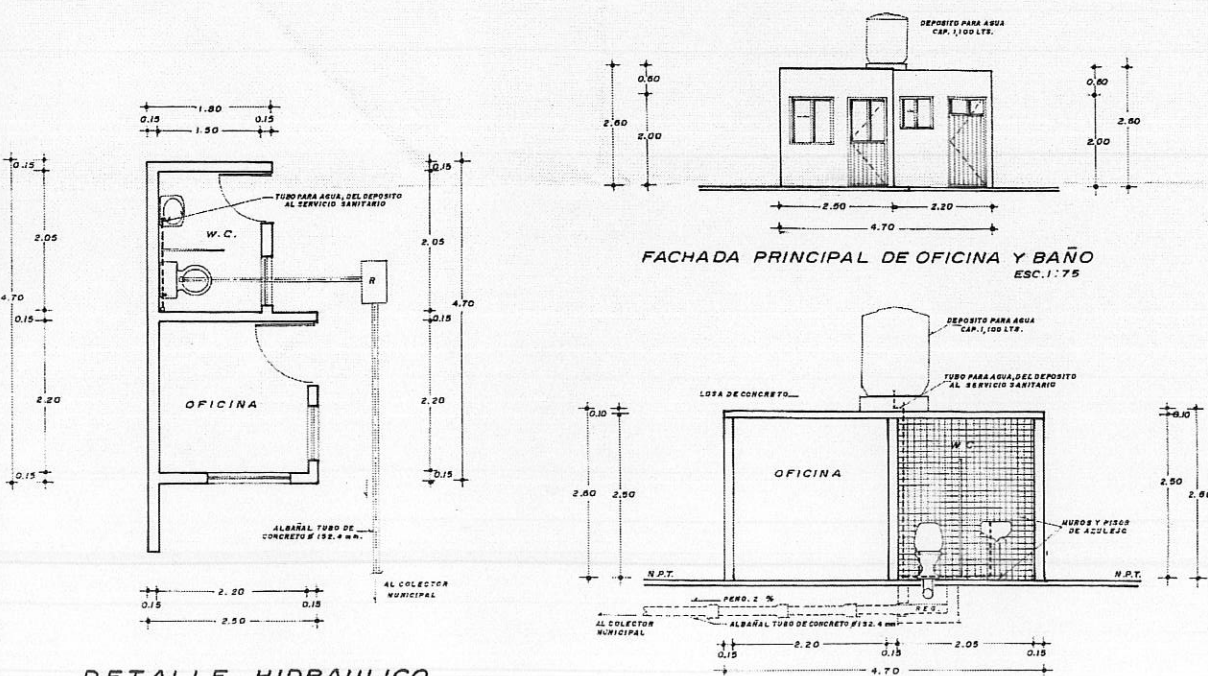 1.80
0.15 0.15
1.50
0.15
2.05
4.70
0.15
2.20
0.15
TUBO PARA AGUA, DEL DEPOSITO
AL SERVICIO SANITARIO
W.C.
R
OFICINA
0.15
2.05
4.70
0.15
2.20
0.15
ALBAÑAL TUBO DE
CONCRETO Ø 152.4 mm.
AL COLECTOR
MUNICIPAL
2.20
0.15 0.15
2.50
DETALLE HIDRAULICO
DEPOSITO PARA AGUA
CAP. 1,100 LTS.
0.60
2.60
2.00
0.60
2.60
2.00
2.50 2.20
4.70
FACHADA PRINCIPAL DE OFICINA Y BAÑO
ESC. 1:75
DEPOSITO PARA AGUA
CAP. 1,100 LTS.
TUBO PARA AGUA, DEL DEPOSITO
AL SERVICIO SANITARIO
LOSA DE CONCRETO
0.10
2.60 2.50
OFICINA
W.C.
0.10
2.50 2.60
MUROS Y PISOS
DE AZULEJO
N.P.T. N.P.T.
PEND. 2 %
REG.
AL COLECTOR
MUNICIPAL
ALBAÑAL TUBO DE CONCRETO Ø 152.4 mm
0.15 2.20 0.15 2.05 0.15
4.70